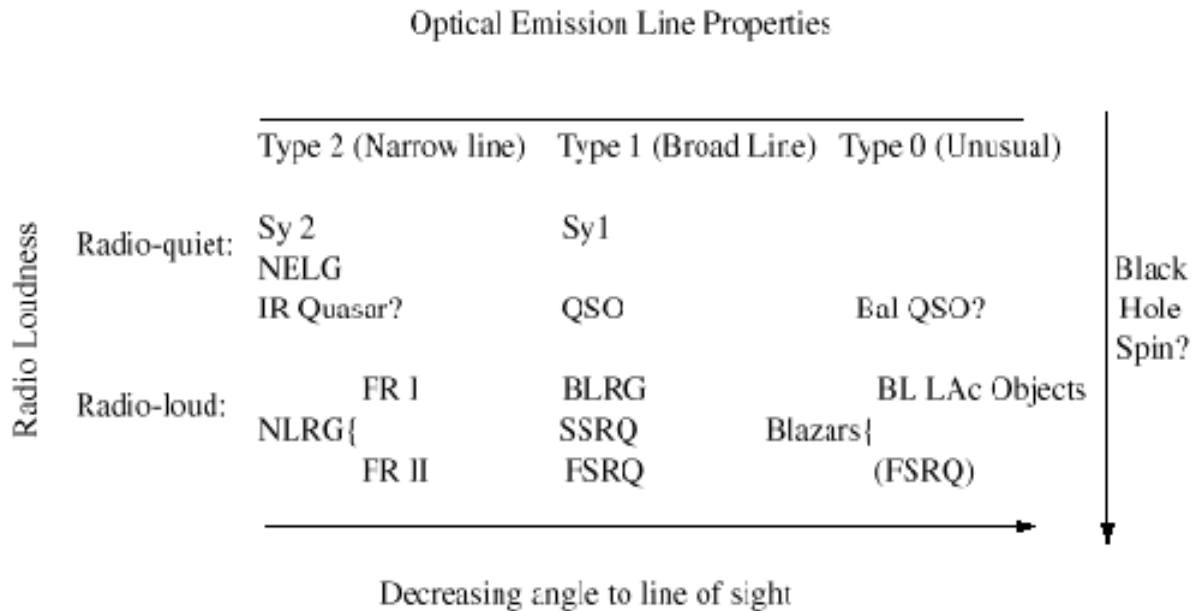 Optical Emission Line Properties
Type 2 (Narrow line) Type 1 (Broad Line) Type 0 (Unusual)
Radio Loudness
Radio-quiet:
Sy 2 Sy1
NELG
IR Quasar? QSO Bal QSO?
Black
Hole
Spin?
Radio-loud:
FR I BLRG BL LAc Objects
NLRG{ SSRQ Blazars{
FR II FSRQ (FSRQ)
Decreasing angle to line of sight